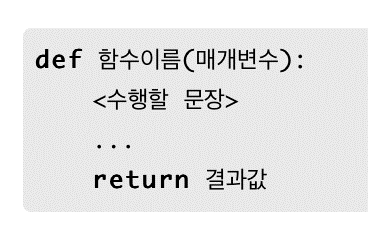 def 함수이름(매개변수):
    <수행할 문장>
    ...
    return 결과값